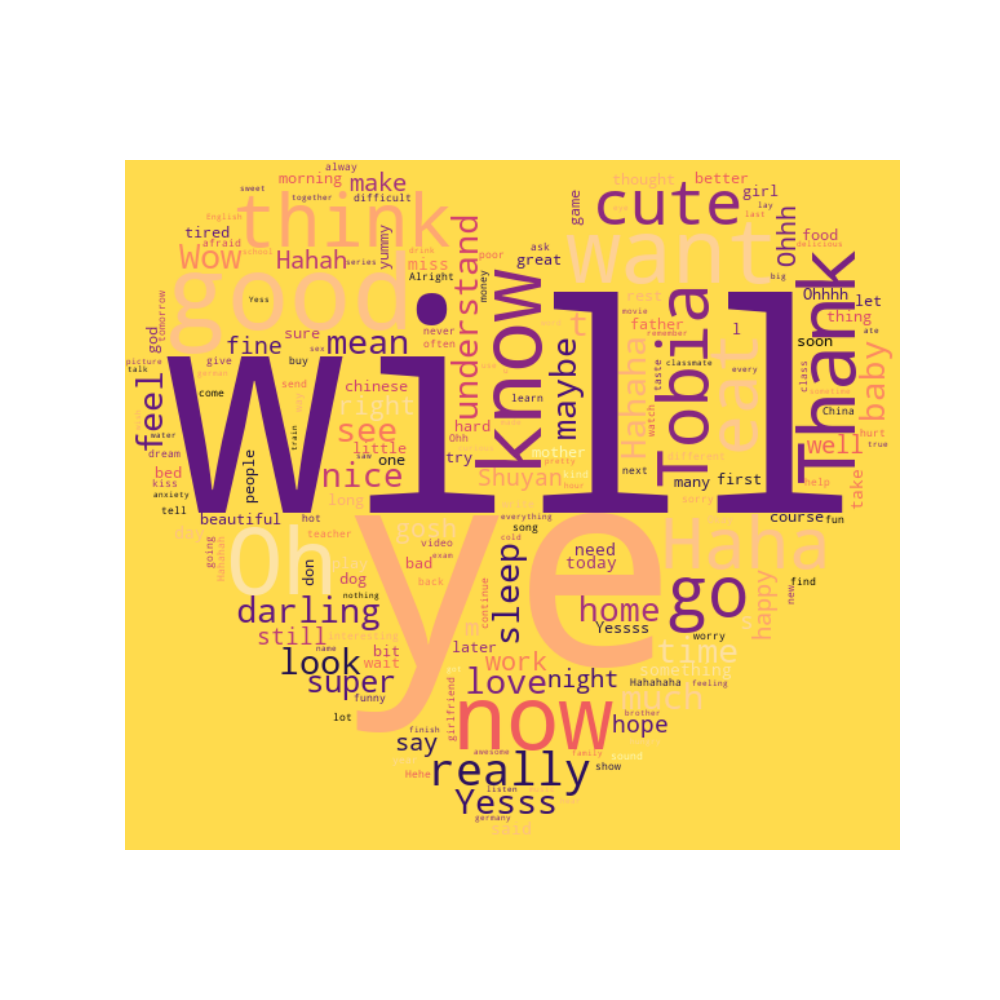 alway
sweet
morning
make
together
difficult
thought
better
girl
English
think
game
cute
lay
last
tired
afraid
school
yummy
drink
understand
Ohhh
food
delicious
Wow
Hahah
series
miss
poor
ask
great
want
big
good
Alright
money
know
Thank
tomorrow
Yess
never
often
t
rest
movie
father
remember
Tobia
l
Ohhhh
let
thing
ate
god
fine
sure
mean
maybe
Hahaha
soon
true
picture
talk
give
buy
sex
will
taste
classmate
every
eat
class
baby
feel
german
send
chinese
come
way
right
learn
watch
sometime
China
water
train
see
hard
Ohh
different
well
hurt
dream
people
saw
little
one
try
mother
pretty
bed
kiss
nice
Shuyan
kind
hour
next
many
first
help
take
anxiety
long
sorry
tell
beautiful
hot
everything
course
fun
day
teacher
gosh
song
cold
Haha
going
Hahahah
Oh
don
video
exam
need
today
dog
bad
back
nothing
ye
sleep
go
happy
find
new
darling
continue
home
Yessss
s
still
interesting
m
worry
name
bit
later
time
look
wait
work
something
super
funny
love
night
Hahahaha
feeling
much
lot
girlfriend
now
brother
hope
finish
say
awesome
family
sound
Hehe
really
show
listen
Yesss
germany
said